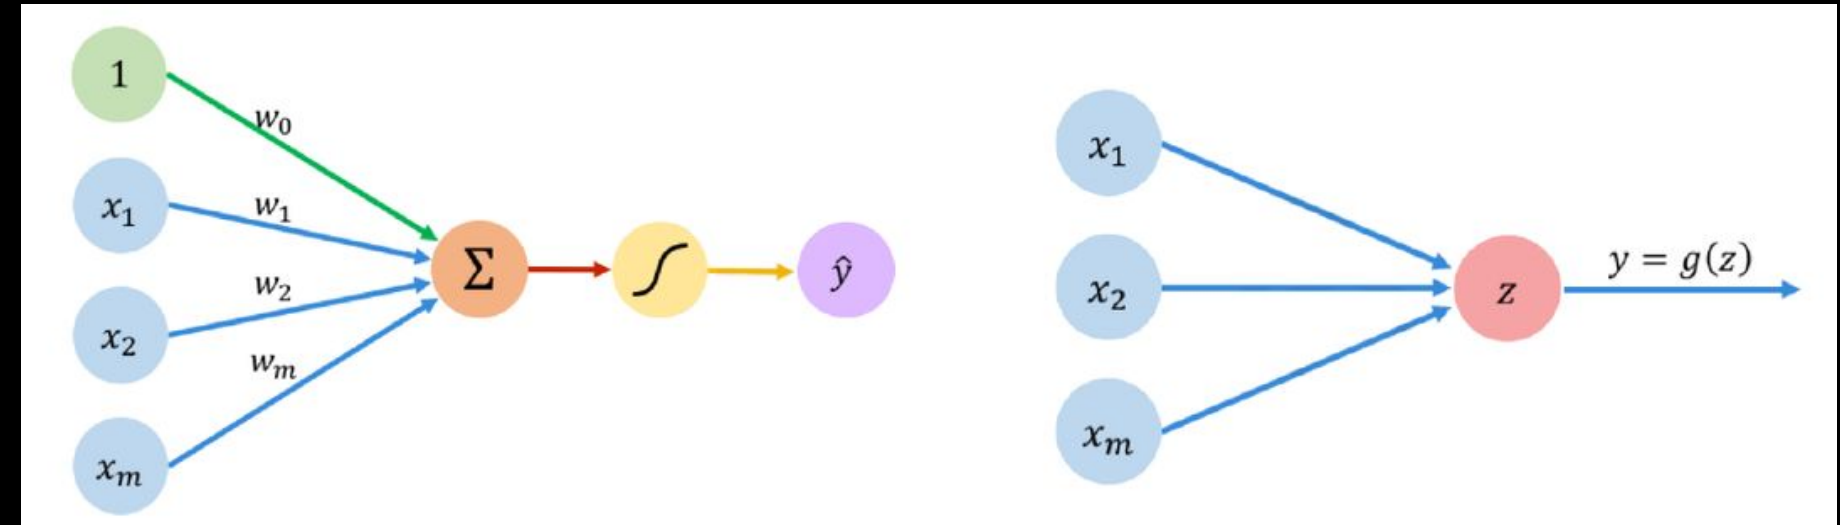 1
w₀
x₁
w₁
x₂
w₂
xₘ
wₘ
Σ
∫
ŷ
x₁
x₂
xₘ
z
y = g(z)